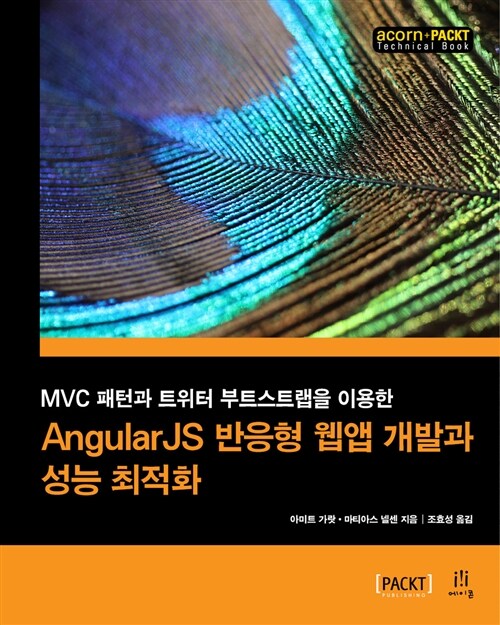 acorn+PACKT
Technical Book
MVC 패턴과 트위터 부트스트랩을 이용한
AngularJS 반응형 웹앱 개발과
성능 최적화
아미트 가랏・마티아스 넬센 지음 | 조효성 옮김
[PACKT]
PUBLISHING
에이콘